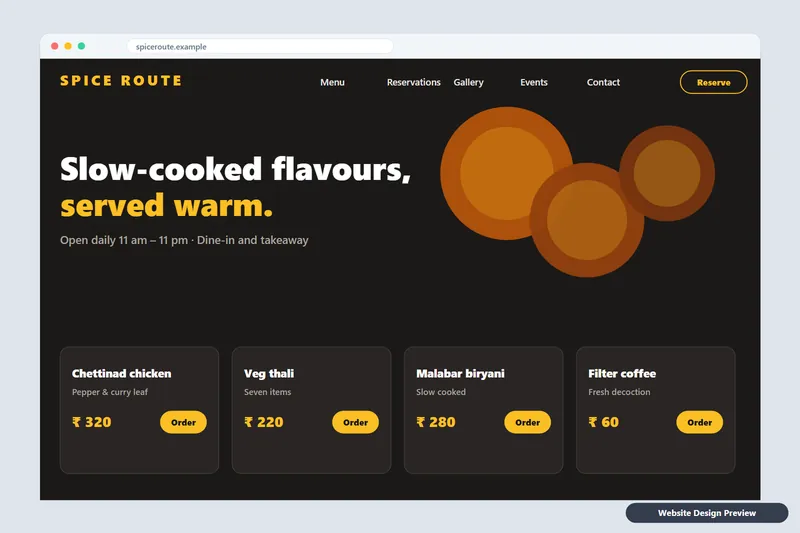 spiceroute.example
SPICE ROUTE
Menu Reservations Gallery Events Contact Reserve
Slow-cooked flavours,
served warm.
Open daily 11 am – 11 pm · Dine-in and takeaway
Chettinad chicken
Pepper & curry leaf
₹ 320 Order
Veg thali
Seven items
₹ 220 Order
Malabar biryani
Slow cooked
₹ 280 Order
Filter coffee
Fresh decoction
₹ 60 Order
Website Design Preview